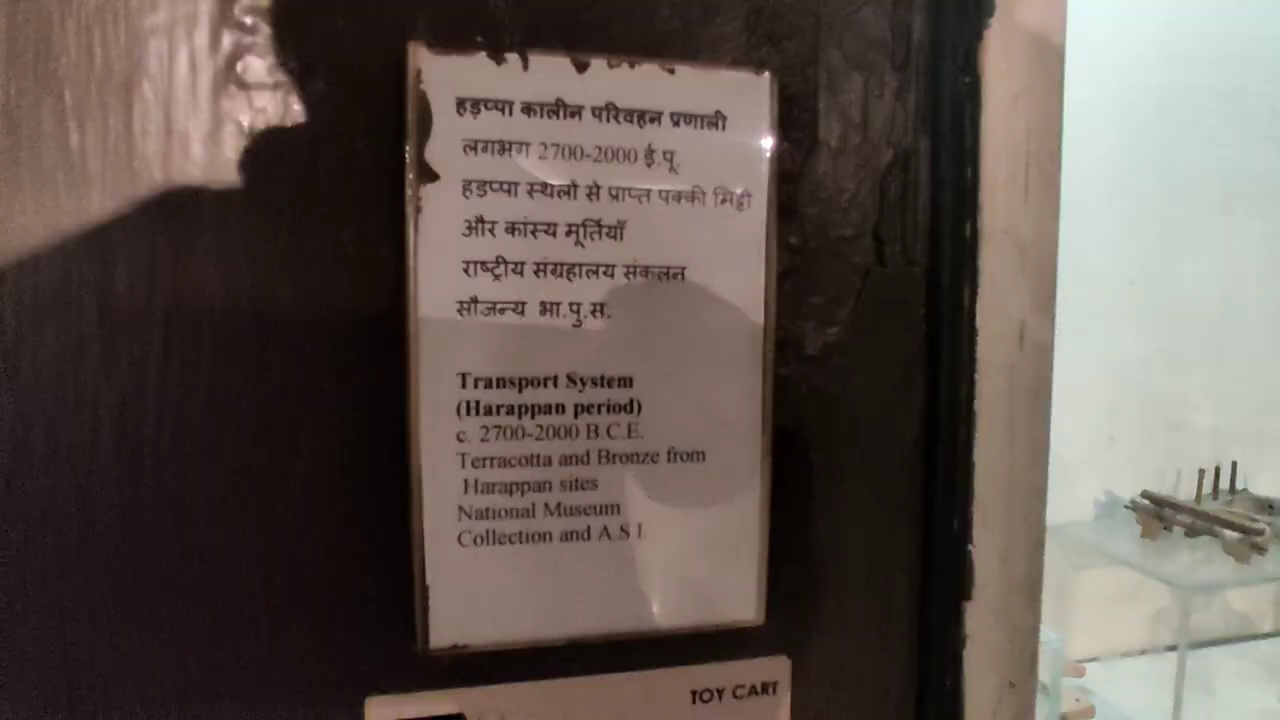 हड़प्पा कालीन परिवहन प्रणाली
लगभग 2700-2000 ई.पू.
हड़प्पा स्थलों से प्राप्त पक्की मिट्टी
और कांस्य मूर्तियाँ
राष्ट्रीय संग्रहालय संकलन
सौजन्य भा.पु.स.
Transport System
(Harappan period)
c. 2700-2000 B.C.E.
Terracotta and Bronze from
Harappan sites
National Museum
Collection and A.S I.
TOY CART